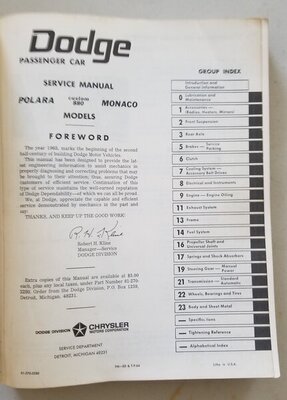 Dodge
PASSENGER CAR
SERVICE MANUAL
POLARA CUSTOM 880 MONACO
MODELS
FOREWORD
The year 1965, marks the beginning of the second
half-century of building Dodge Motor Vehicles.
This manual has been designed to provide the latest
information to assist mechanics in
properly diagnosing and correcting problems that may
be brought to their attention; thus, assuring Dodge
customers of efficient service. Continuation of this
type of service maintains the well-earned reputation
of Dodge Dependability—of which we can all be proud.
We, at Dodge, appreciate the capable and efficient
service demonstrated by mechanics in the past and
say:
THANKS, AND KEEP UP THE GOOD WORK!
R H Kline
Robert H. Kline
Manager—Service
DODGE DIVISION
Extra copies of this Manual are available at $3.00
each, plus any local taxes, under Part Number 81-270-
Order from the Dodge Division, P.O. Box 1259,
Detroit, Michigan, 48231.
DODGE DIVISION CHRYSLER
MOTORS CORPORATION
SERVICE DEPARTMENT
DETROIT, MICHIGAN 48231
GROUP INDEX
Introduction and
General Information
0 Lubrication and
Maintenance
1 Accessories—
(Radios, Heaters, Mirrors)
2 Front Suspension
3 Rear Axle
5 Brakes— Service
Parking
6 Clutch
7 Cooling System—
Accessory Belt Drives
8 Electrical and Instruments
9 Engine—Engine Oiling
11 Exhaust System
13 Frame
14 Fuel System
16 Propeller Shaft and
Universal Joints
17 Springs and Shock Absorbers
19 Steering Gear— Manual
Power
21 Transmission— Standard
Automatic
22 Wheels, Bearings and Tires
23 Body and Sheet Metal
— Specifications
— Tightening Reference
— Alphabetical Index
Litho in U.S.A.